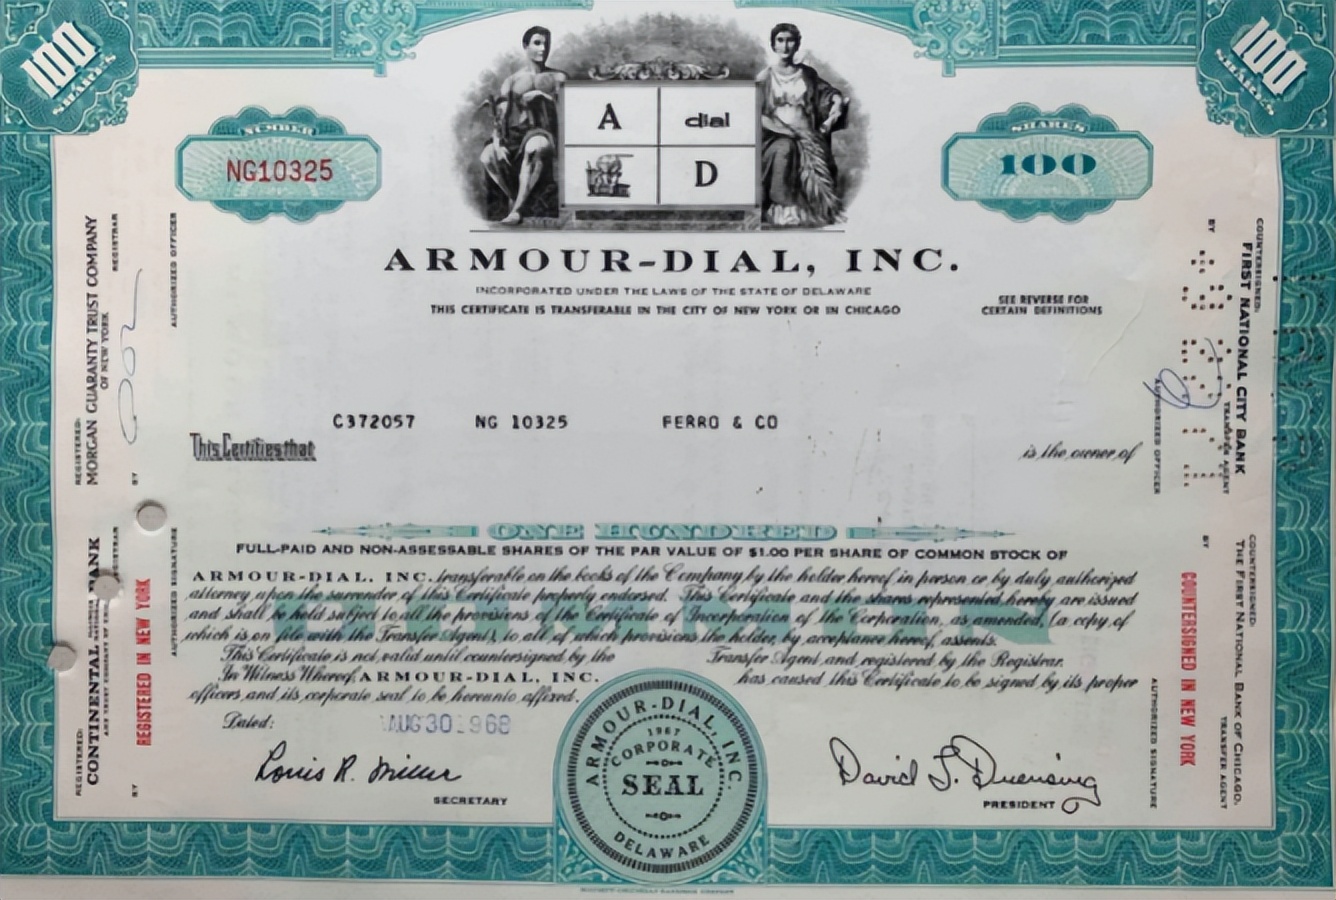 100
SHARES
100
SHARES
NUMBER
NG10325
A
dial
D
SHARES
100
ARMOUR-DIAL, INC.
INCORPORATED UNDER THE LAWS OF THE STATE OF DELAWARE
THIS CERTIFICATE IS TRANSFERABLE IN THE CITY OF NEW YORK OR IN CHICAGO
SEE REVERSE FOR
CERTAIN DEFINITIONS
C372057 NG 10325 FERRO & CO
This Certifies that
is the owner of
ONE HUNDRED
FULL-PAID AND NON-ASSESSABLE SHARES OF THE PAR VALUE OF $1.00 PER SHARE OF COMMON STOCK OF
ARMOUR-DIAL, INC. transferable on the books of the Company by the holder hereof, in person or by duly authorized
attorney upon the surrender of this Certificate properly endorsed. This Certificate and the shares represented hereby are issued
and shall be held subject to all the provisions of the Certificate of Incorporation of the Corporation, as amended, (a copy of
which is on file with the Transfer Agent), to all of which provisions the holder, by acceptance hereof, assents.
This Certificate is not valid until countersigned by the Transfer Agent and registered by the Registrar.
In Witness Whereof, ARMOUR-DIAL, INC. has caused this Certificate to be signed by its proper
officers and its corporate seal to be hereunto affixed.
Dated: AUG 30 1968
Louis R. Miller
SECRETARY
David J. Duensing
PRESIDENT
ARMOUR-DIAL, INC.
1967
CORPORATE
SEAL
DELAWARE
REGISTERED:
MORGAN GUARANTY TRUST COMPANY
OF NEW YORK
REGISTRAR
BY
AUTHORIZED OFFICER
REGISTERED:
CONTINENTAL BANK
REGISTRAR
BY
REGISTERED IN NEW YORK
AUTHORIZED SIGNATURE
COUNTERSIGNED:
FIRST NATIONAL CITY BANK
TRANSFER AGENT
BY
AUTHORIZED OFFICER
COUNTERSIGNED:
THE FIRST NATIONAL BANK OF CHICAGO,
TRANSFER AGENT
BY
COUNTERSIGNED IN NEW YORK
AUTHORIZED SIGNATURE